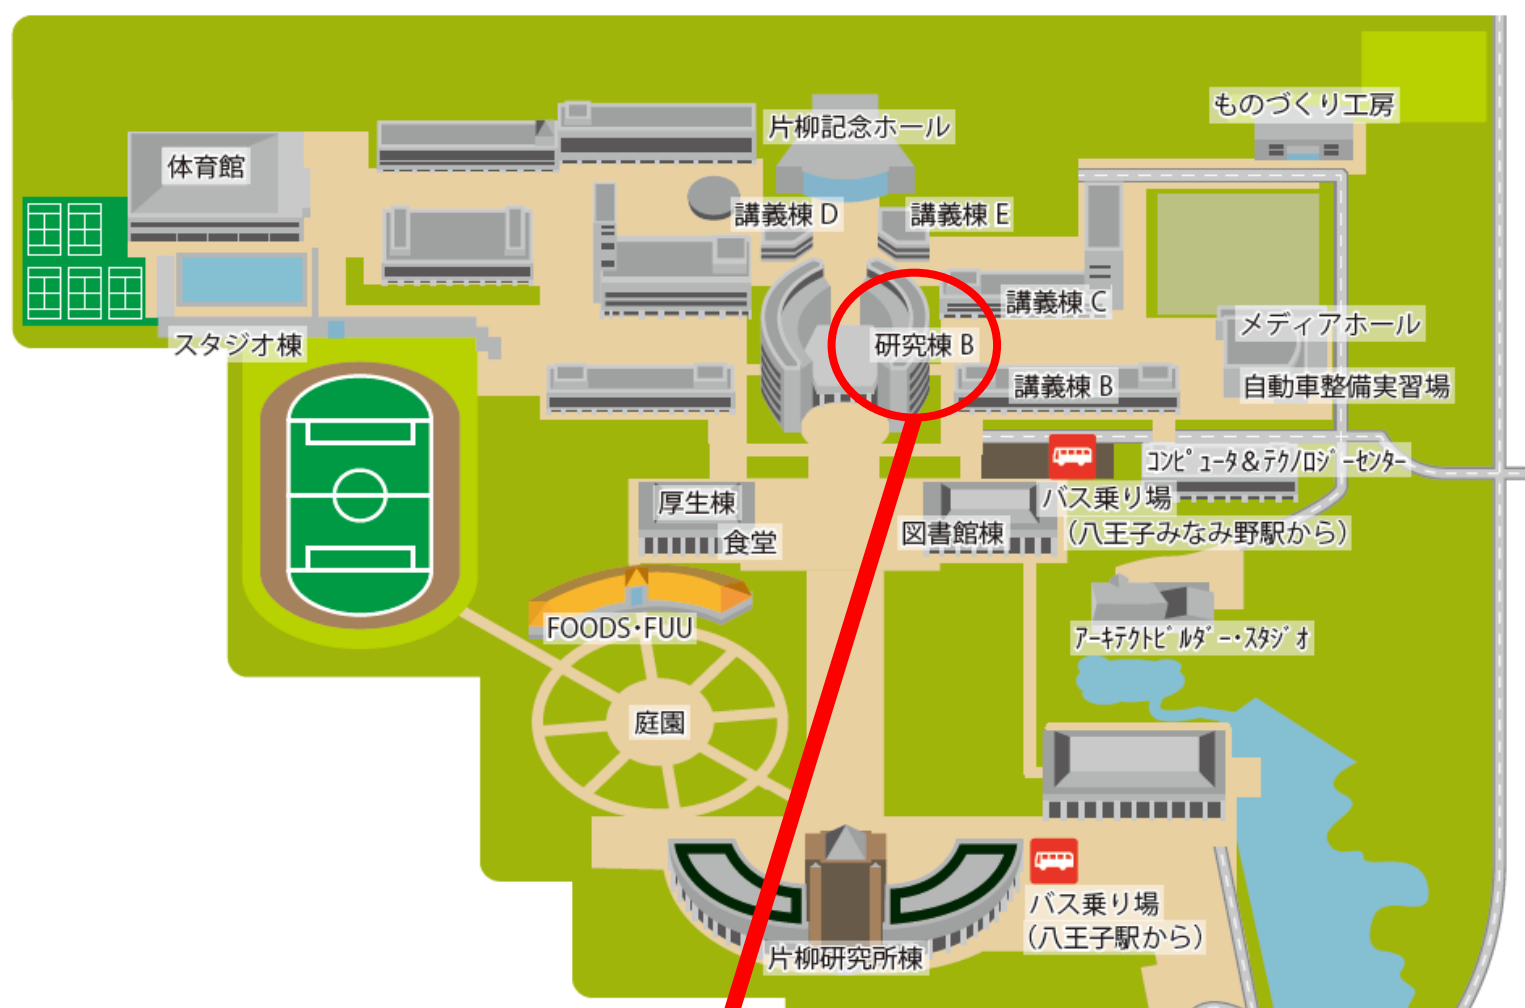 ものづくり工房
片柳記念ホール
体育館
講義棟 D
講義棟 E
講義棟 C
メディアホール
スタジオ棟
研究棟 B
講義棟 B
自動車整備実習場
コンピュータ&テクノロジーセンター
厚生棟
バス乗り場
(八王子みなみ野駅から)
図書館棟
食堂
FOODS・FUU
アーキテクトビルダー・スタジオ
庭園
バス乗り場
(八王子駅から)
片柳研究所棟